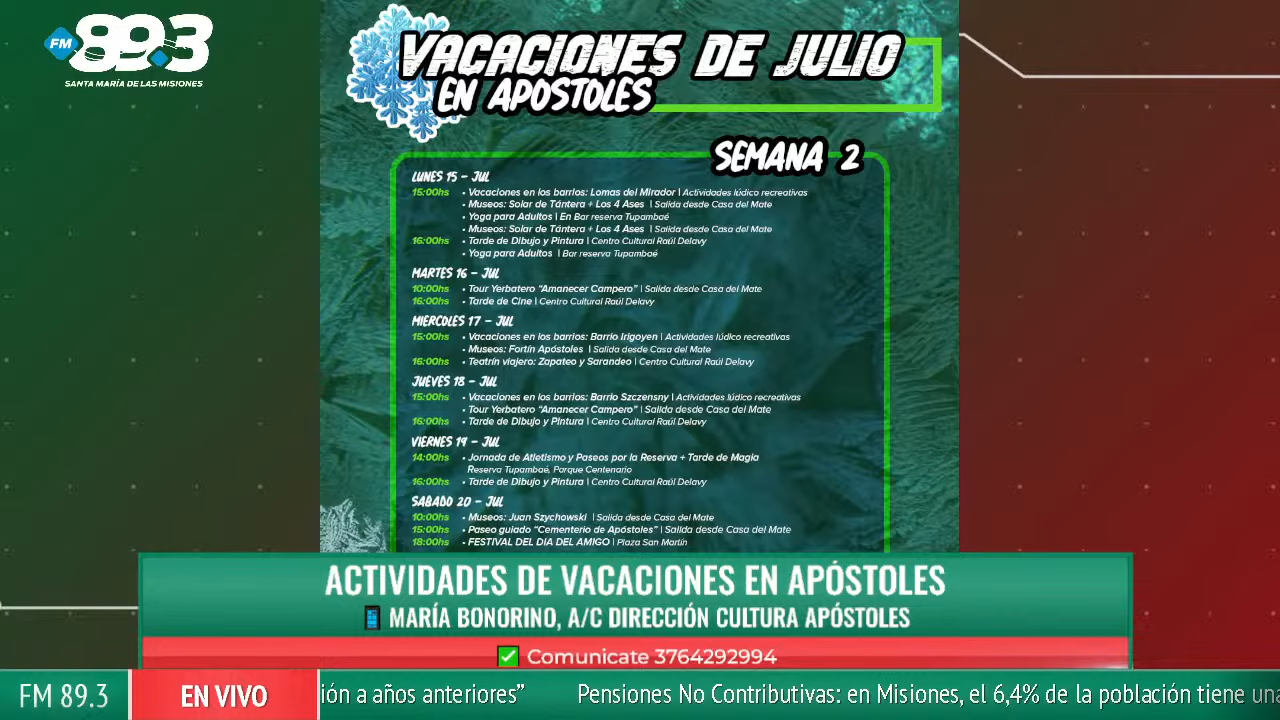 FM 89.3
SANTA MARÍA DE LAS MISIONES
VACACIONES DE JULIO
EN APOSTOLES
SEMANA 2
LUNES 15 - JUL
15:00hs • Vacaciones en los barrios: Lomas del Mirador | Actividades lúdico recreativas
• Museos: Solar de Tántera + Los 4 Ases | Salida desde Casa del Mate
• Yoga para Adultos | En Bar reserva Tupambaé
• Museos: Solar de Tántera + Los 4 Ases | Salida desde Casa del Mate
16:00hs • Tarde de Dibujo y Pintura | Centro Cultural Raúl Delavy
• Yoga para Adultos | Bar reserva Tupambaé
MARTES 16 - JUL
10:00hs • Tour Yerbatero "Amanecer Campero" | Salida desde Casa del Mate
16:00hs • Tarde de Cine | Centro Cultural Raúl Delavy
MIERCOLES 17 - JUL
15:00hs • Vacaciones en los barrios: Barrio Irigoyen | Actividades lúdico recreativas
• Museos: Fortín Apóstoles | Salida desde Casa del Mate
16:00hs • Teatrín viajero: Zapateo y Sarandeo | Centro Cultural Raúl Delavy
JUEVES 18 - JUL
15:00hs • Vacaciones en los barrios: Barrio Szczensny | Actividades lúdico recreativas
• Tour Yerbatero "Amanecer Campero" | Salida desde Casa del Mate
16:00hs • Tarde de Dibujo y Pintura | Centro Cultural Raúl Delavy
VIERNES 19 - JUL
14:00hs • Jornada de Atletismo y Paseos por la Reserva + Tarde de Magia
Reserva Tupambaé, Parque Centenario
16:00hs • Tarde de Dibujo y Pintura | Centro Cultural Raúl Delavy
SABADO 20 - JUL
10:00hs • Museos: Juan Szychowski | Salida desde Casa del Mate
15:00hs • Paseo guiado "Cementerio de Apóstoles" | Salida desde Casa del Mate
18:00hs • FESTIVAL DEL DIA DEL AMIGO | Plaza San Martín
ACTIVIDADES DE VACACIONES EN APÓSTOLES
MARÍA BONORINO, A/C DIRECCIÓN CULTURA APÓSTOLES
Comunicate 3764292994
FM 89.3 EN VIVO ión a años anteriores" Pensiones No Contributivas: en Misiones, el 6,4% de la población tiene una